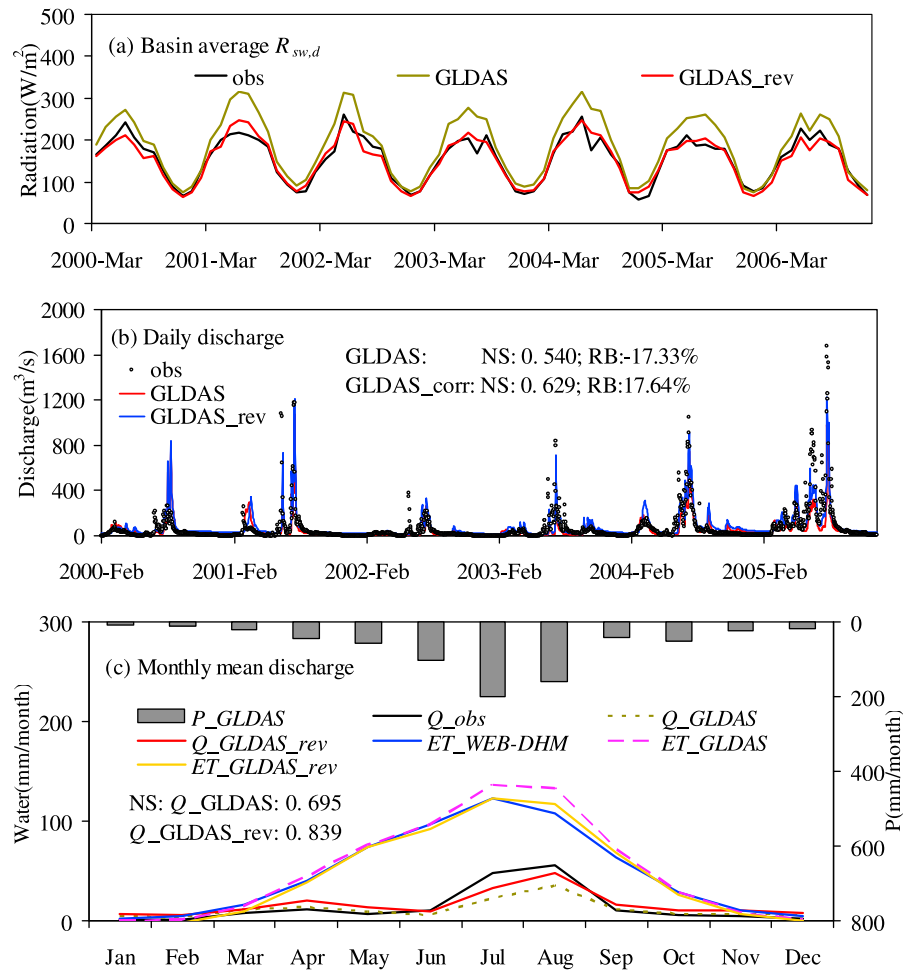 500
400
300
200
100
0
Radiation(W/m²)
(a) Basin average R_sw,d
obs GLDAS GLDAS_rev
2000-Mar 2001-Mar 2002-Mar 2003-Mar 2004-Mar 2005-Mar 2006-Mar
2000
1600
1200
800
400
0
Discharge(m³/s)
(b) Daily discharge
obs
GLDAS
GLDAS_rev
GLDAS: NS: 0. 540; RB:-17.33%
GLDAS_corr: NS: 0. 629; RB:17.64%
2000-Feb 2001-Feb 2002-Feb 2003-Feb 2004-Feb 2005-Feb
300
200
100
0
Water(mm/month)
(c) Monthly mean discharge
P_GLDAS Q_obs Q_GLDAS
Q_GLDAS_rev ET_WEB-DHM ET_GLDAS
ET_GLDAS_rev
NS: Q_GLDAS: 0. 695
Q_GLDAS_rev: 0. 839
0
200
400
600
800
P(mm/month)
Jan Feb Mar Apr May Jun Jul Aug Sep Oct Nov Dec